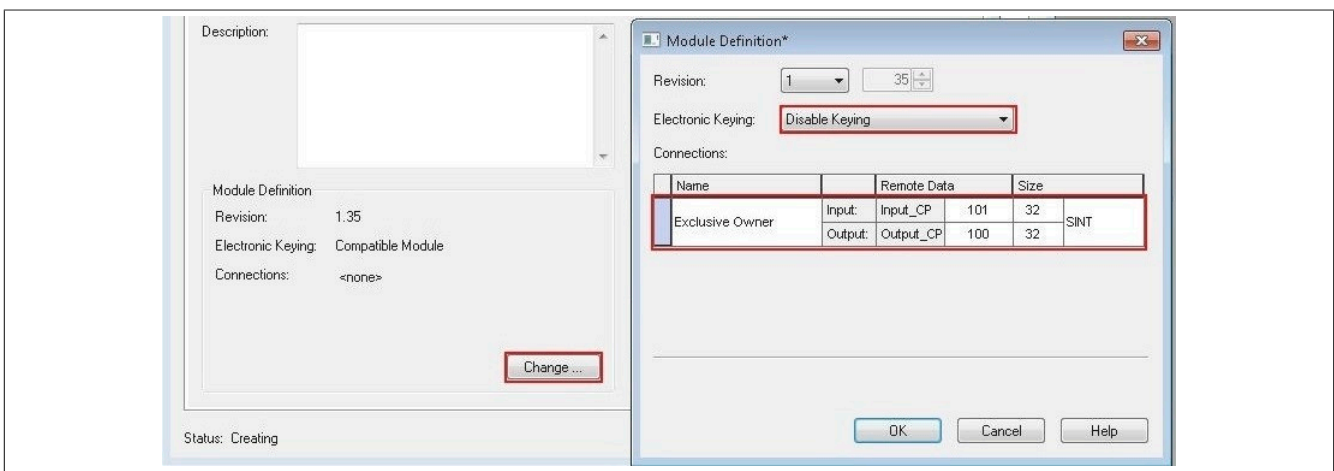 Description:
Module Definition
Revision: 1.35
Electronic Keying: Compatible Module
Connections: <none>
Change ...
Status: Creating
Module Definition*
Revision: 1 35
Electronic Keying: Disable Keying
Connections:
Name Remote Data Size
Exclusive Owner Input: Input_CP 101 32 SINT
Output: Output_CP 100 32
OK Cancel Help